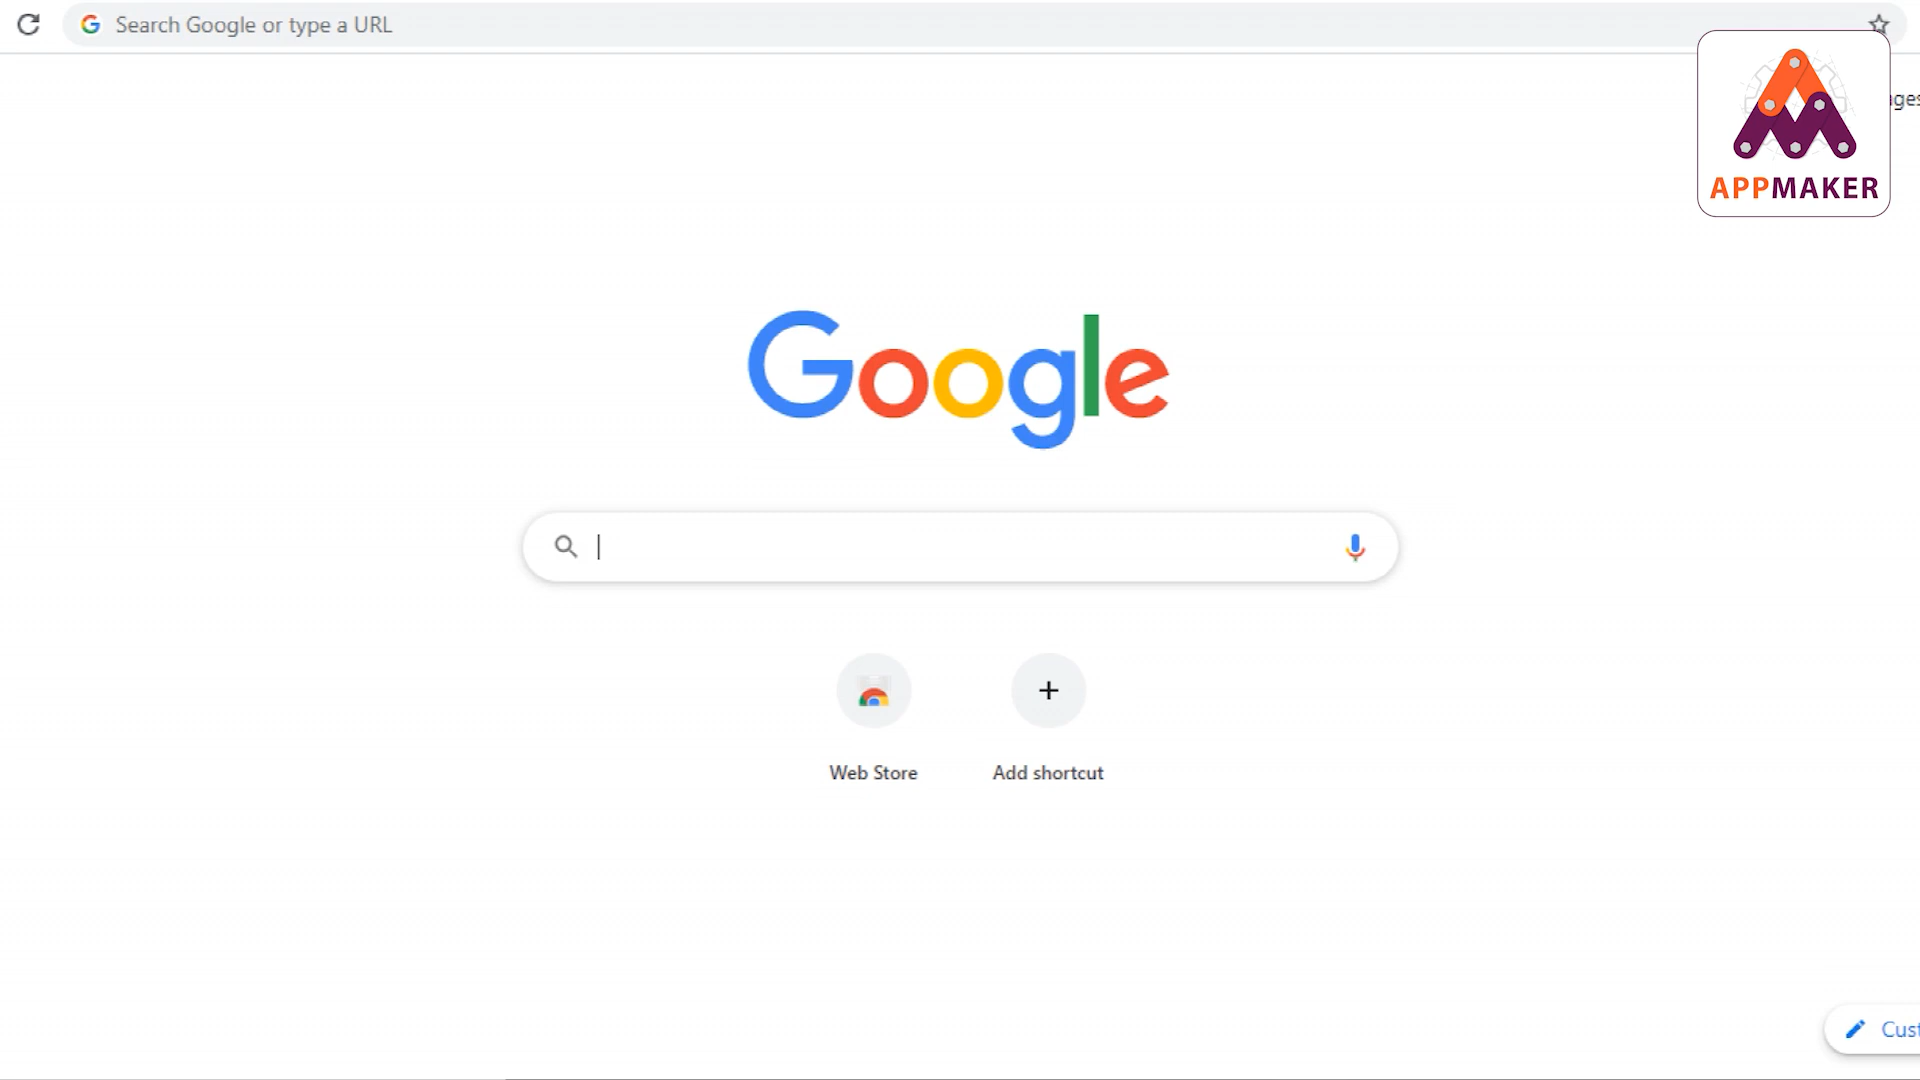 Search Google or type a URL
APPMAKER
Google
Web Store
Add shortcut